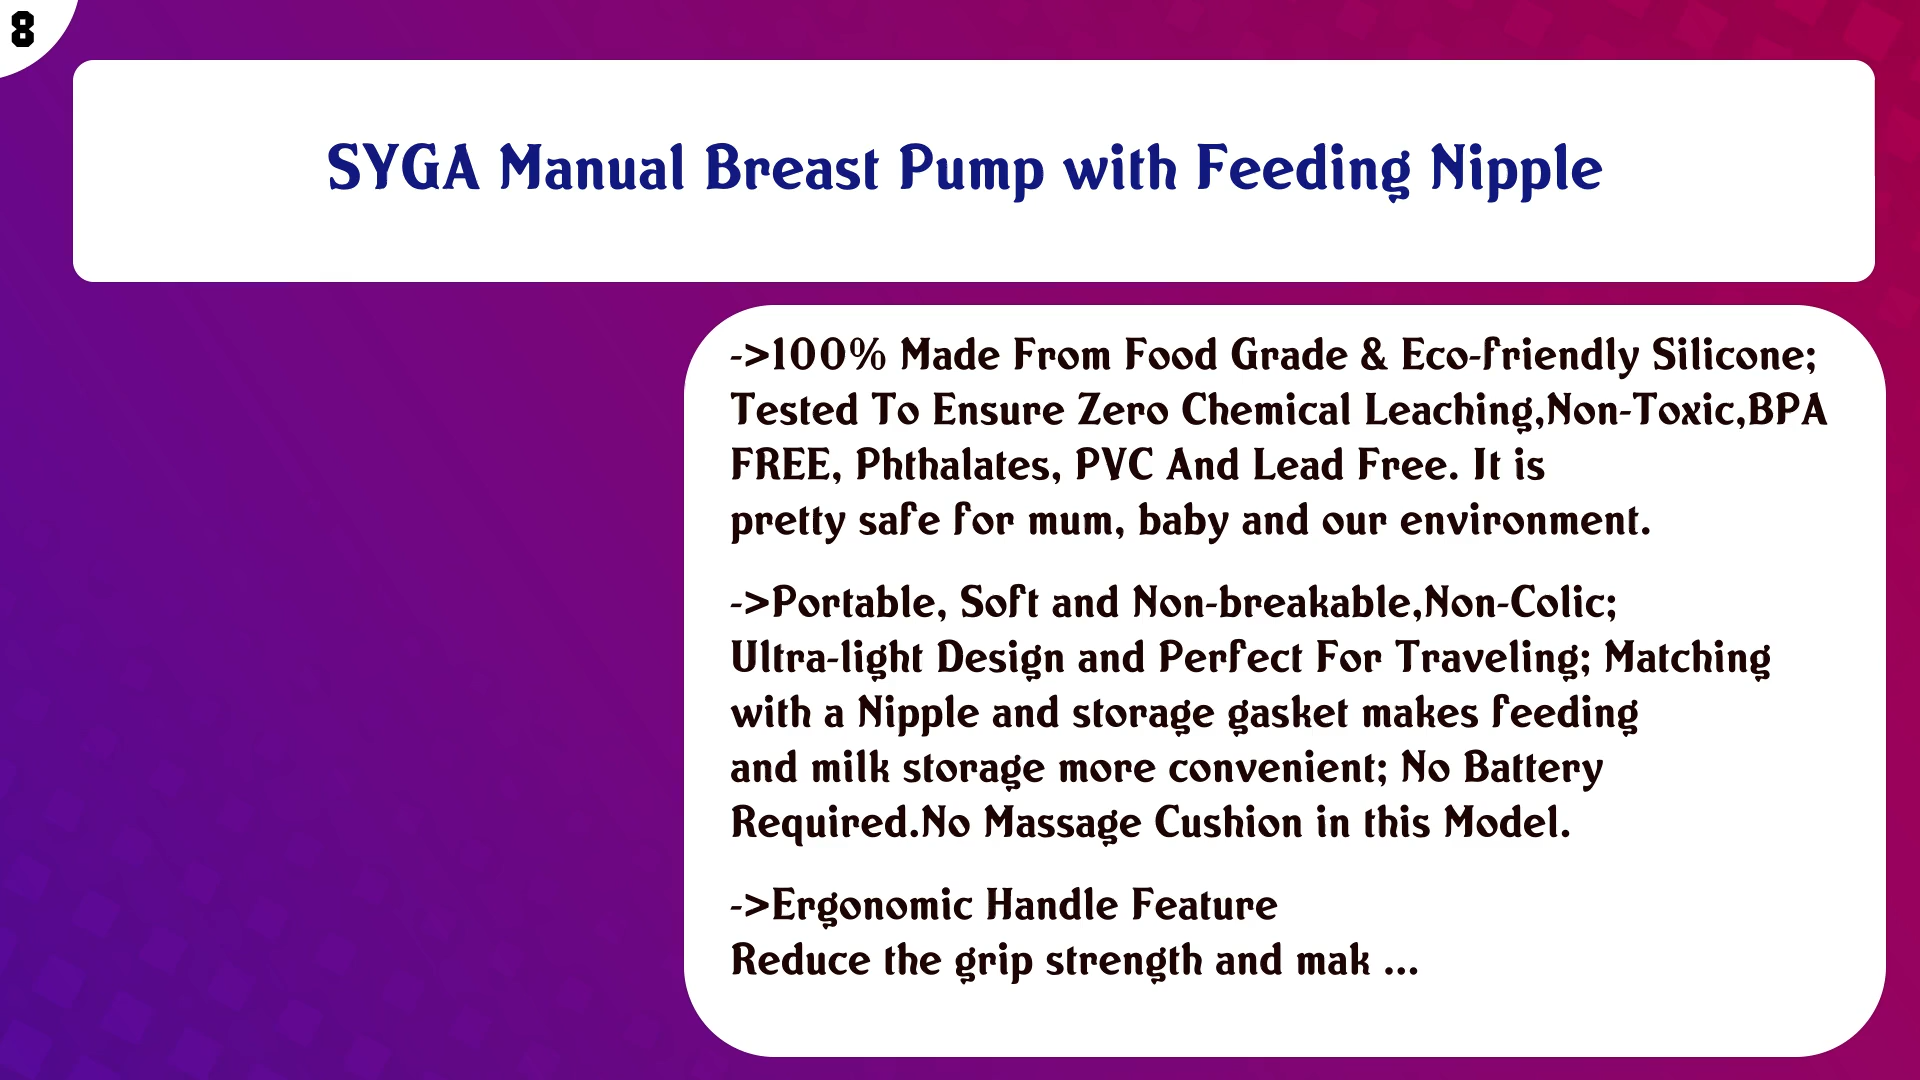 8
SYGA Manual Breast Pump with Feeding Nipple
->100% Made From Food Grade & Eco-friendly Silicone;
Tested To Ensure Zero Chemical Leaching,Non-Toxic,BPA
FREE, Phthalates, PVC And Lead Free. It is
pretty safe for mum, baby and our environment.
->Portable, Soft and Non-breakable,Non-Colic;
Ultra-light Design and Perfect For Traveling; Matching
with a Nipple and storage gasket makes feeding
and milk storage more convenient; No Battery
Required.No Massage Cushion in this Model.
->Ergonomic Handle Feature
Reduce the grip strength and mak ...